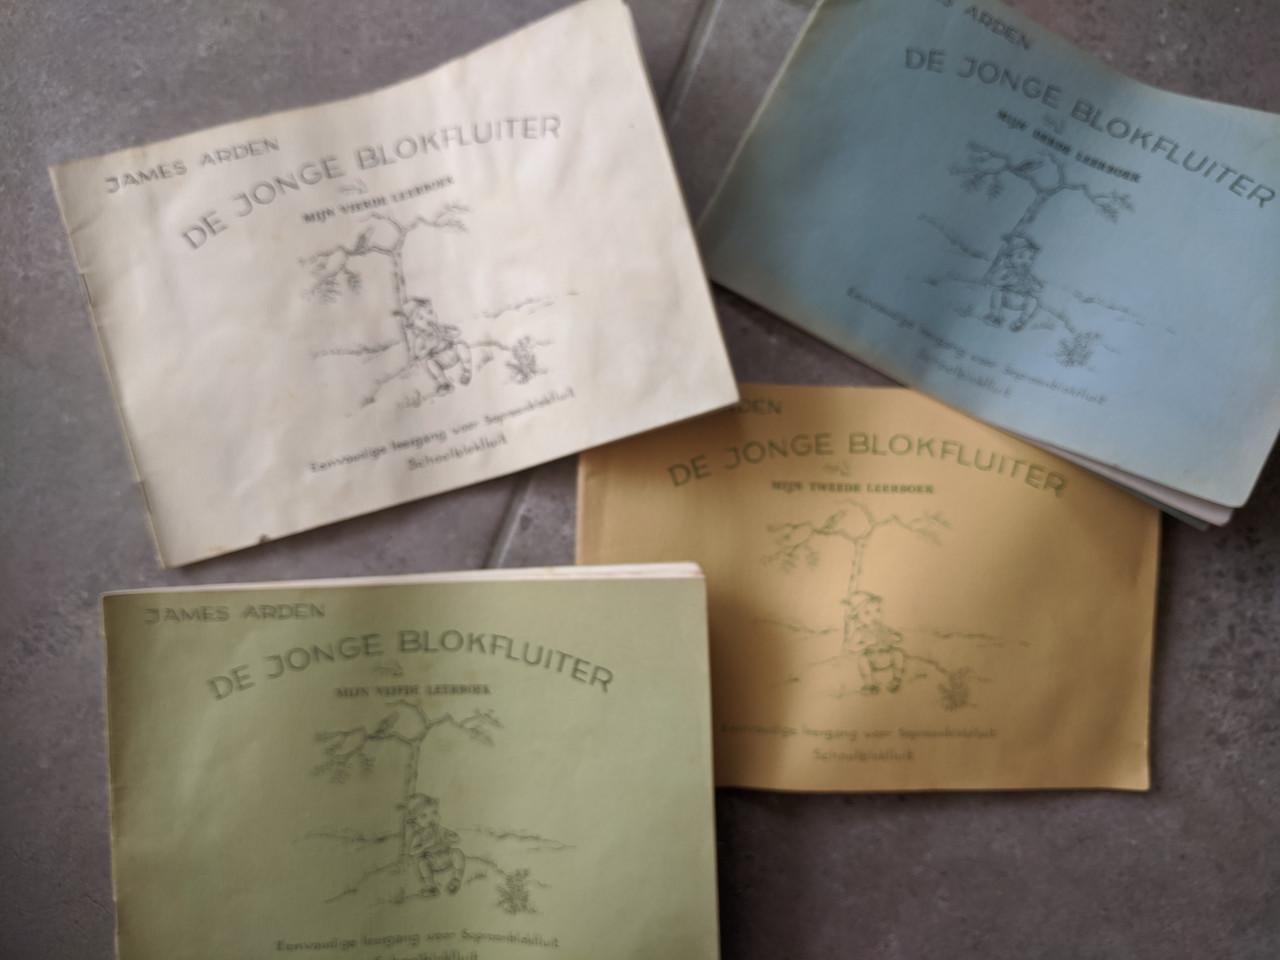 JAMES ARDEN
DE JONGE BLOKFLUITER
MIJN VIERDE LEERBOEK
Eenvoudige leergang voor Sopraanblokfluit
Schoolblokfluit
ARDEN
DE JONGE BLOKFLUITER
MIJN DERDE LEERBOEK
Eenvoudige leergang voor Sopraanblokfluit
Schoolblokfluit
DE JONGE BLOKFLUITER
MIJN TWEEDE LEERBOEK
Eenvoudige leergang voor Sopraanblokfluit
Schoolblokfluit
JAMES ARDEN
DE JONGE BLOKFLUITER
MIJN VIJFDE LEERBOEK
Eenvoudige leergang voor Sopraanblokfluit
Schoolblokfluit